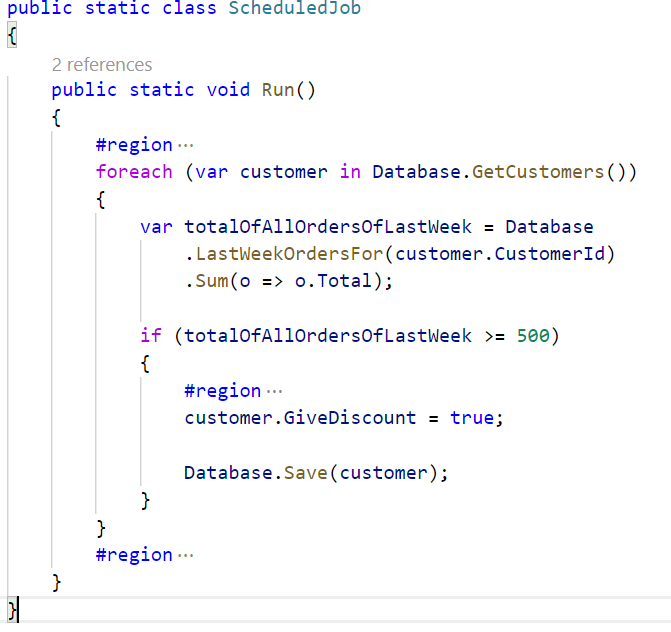 public static class ScheduledJob
{
2 references
public static void Run()
{
#region ...
foreach (var customer in Database.GetCustomers())
{
var totalOfAllOrdersOfLastWeek = Database
.LastWeekOrdersFor(customer.CustomerId)
.Sum(o => o.Total);
if (totalOfAllOrdersOfLastWeek >= 500)
{
#region ...
customer.GiveDiscount = true;
Database.Save(customer);
}
}
#region ...
}
}